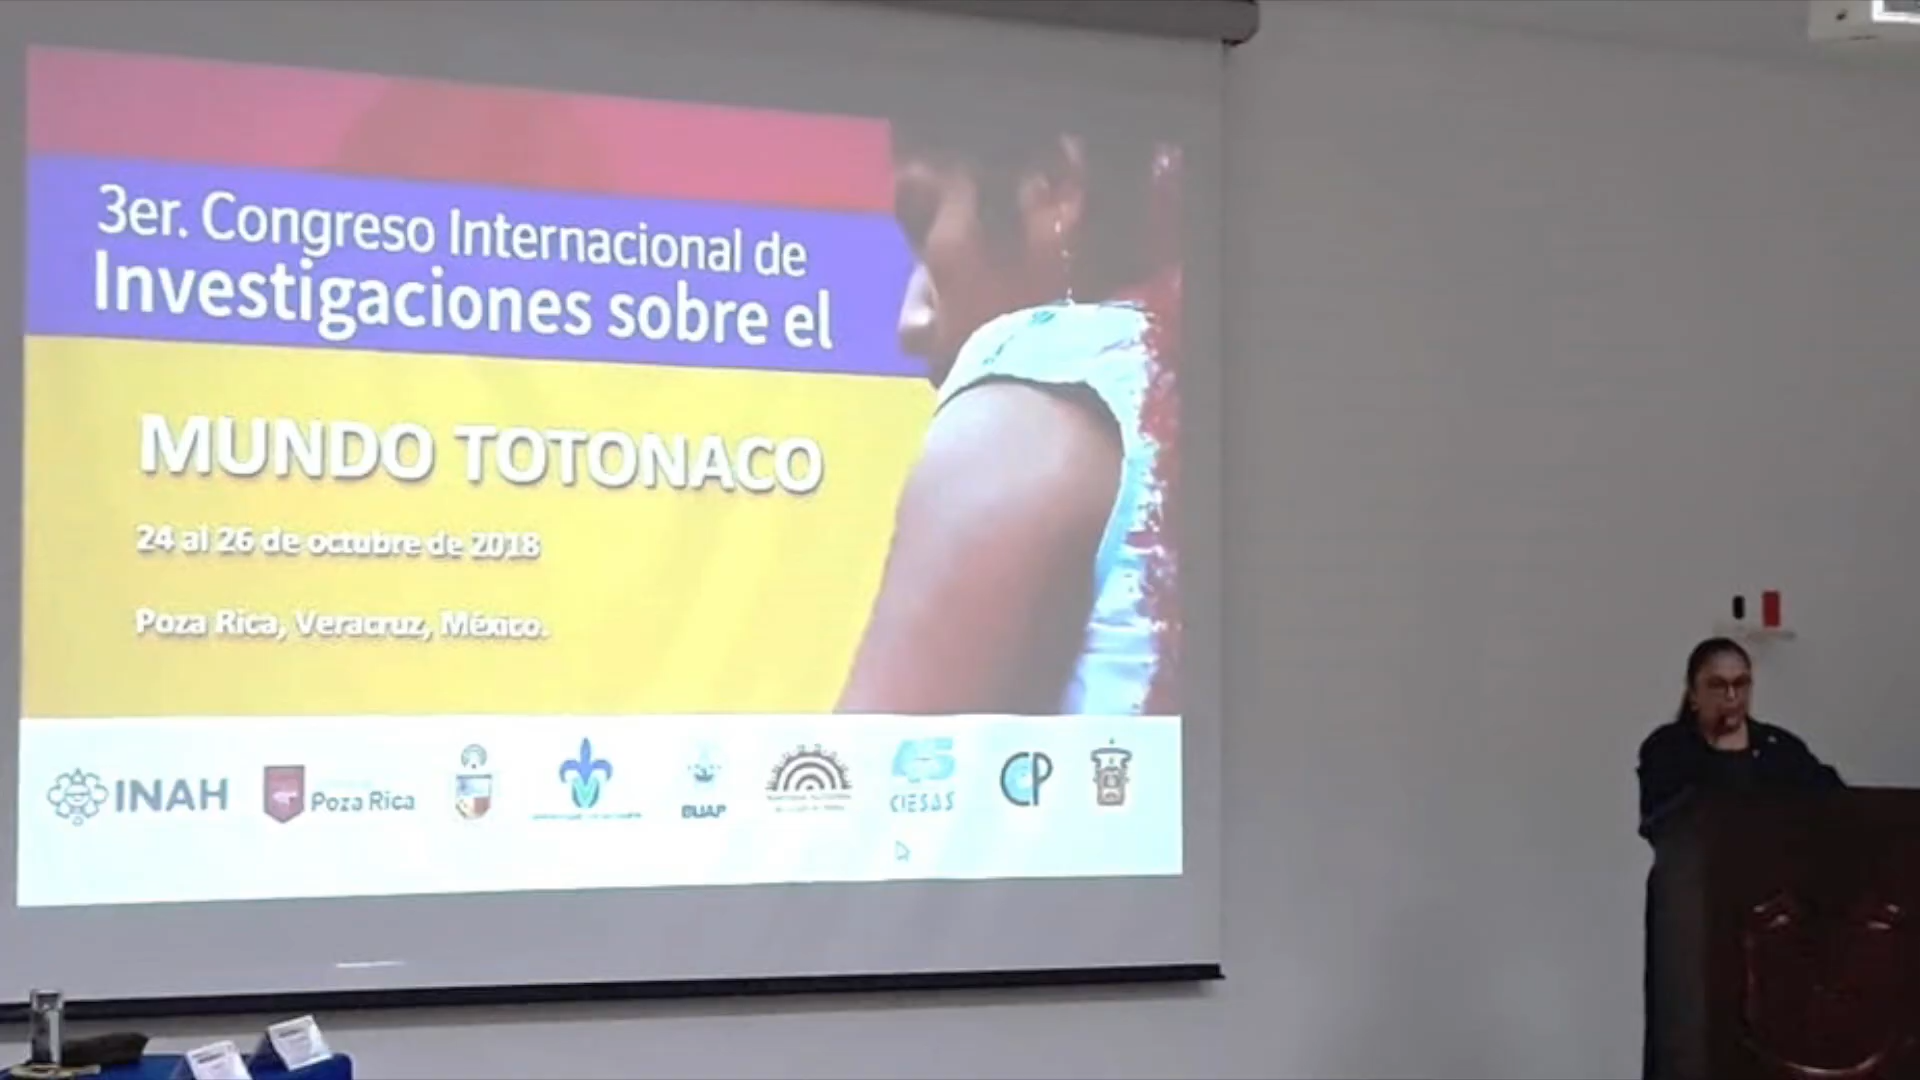 3er. Congreso Internacional de
Investigaciones sobre el
MUNDO TOTONACO
24 al 26 de octubre de 2018
Poza Rica, Veracruz, México.
INAH
Poza Rica
BUAP
CIESAS
CP